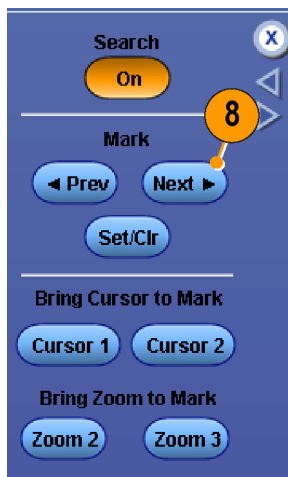 Search
X
On
8
Mark
◄ Prev
Next ►
Set/Clr
Bring Cursor to Mark
Cursor 1
Cursor 2
Bring Zoom to Mark
Zoom 2
Zoom 3